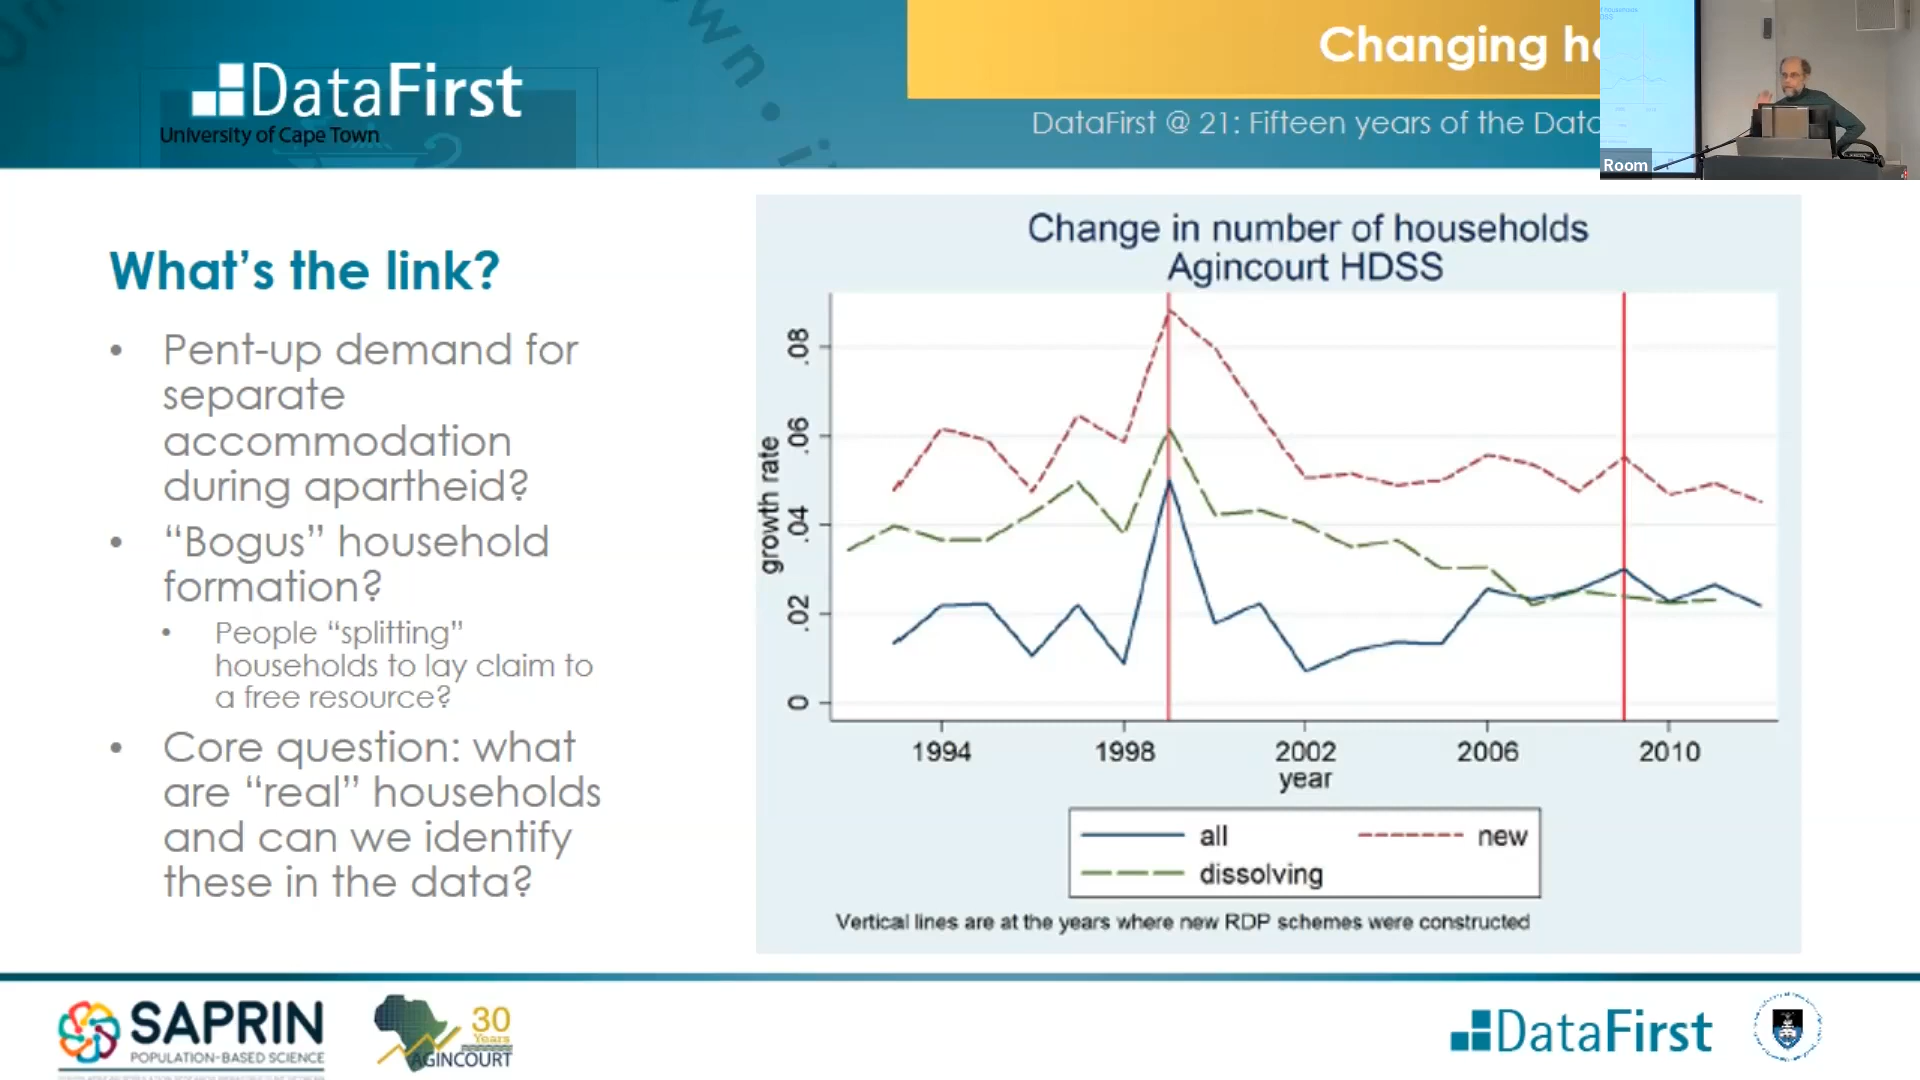 DataFirst
University of Cape Town
Changing h
DataFirst @ 21: Fifteen years of the Data
Room
What's the link?
• Pent-up demand for
separate
accommodation
during apartheid?
• “Bogus” household
formation?
• People “splitting”
households to lay claim to
a free resource?
• Core question: what
are “real” households
and can we identify
these in the data?
Change in number of households
Agincourt HDSS
growth rate
.08
.06
.04
.02
0
1994 1998 2002 2006 2010
year
all new
dissolving
Vertical lines are at the years where new RDP schemes were constructed
SAPRIN
POPULATION-BASED SCIENCE
30
Years
AGINCOURT
DataFirst